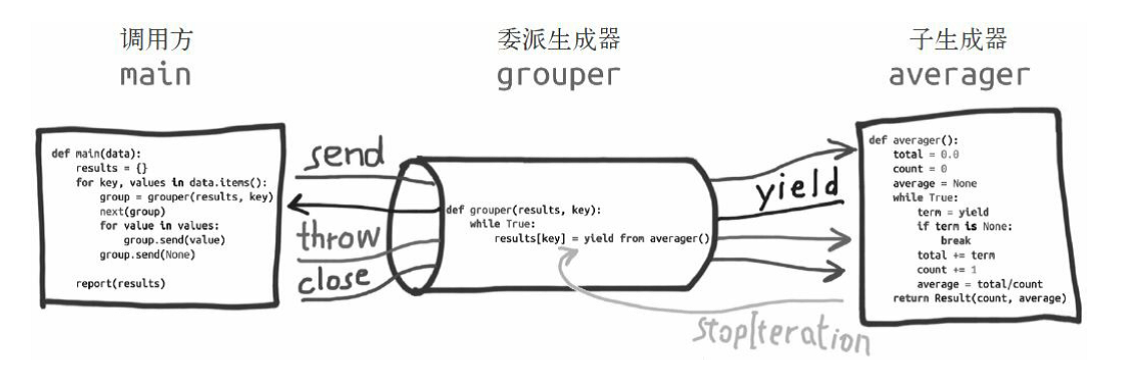 调用方
main
委派生成器
grouper
子生成器
averager
def main(data):
    results = {}
    for key, values in data.items():
        group = grouper(results, key)
        next(group)
        for value in values:
            group.send(value)
        group.send(None)
    report(results)
send
throw
close
def grouper(results, key):
    while True:
        results[key] = yield from averager()
yield
StopIteration
def averager():
    total = 0.0
    count = 0
    average = None
    while True:
        term = yield
        if term is None:
            break
        total += term
        count += 1
        average = total/count
    return Result(count, average)